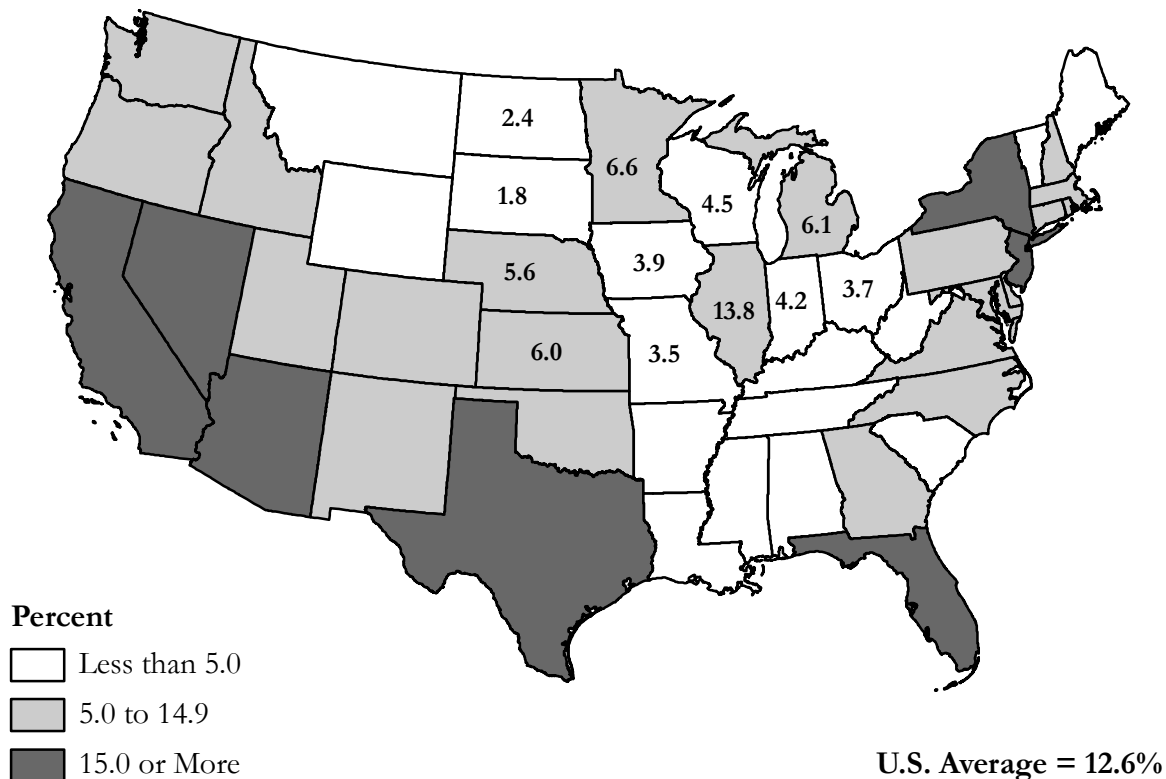 2.4
6.6
1.8
4.5
6.1
5.6
3.9
13.8
4.2
3.7
6.0
3.5
Percent
Less than 5.0
5.0 to 14.9
15.0 or More
U.S. Average = 12.6%